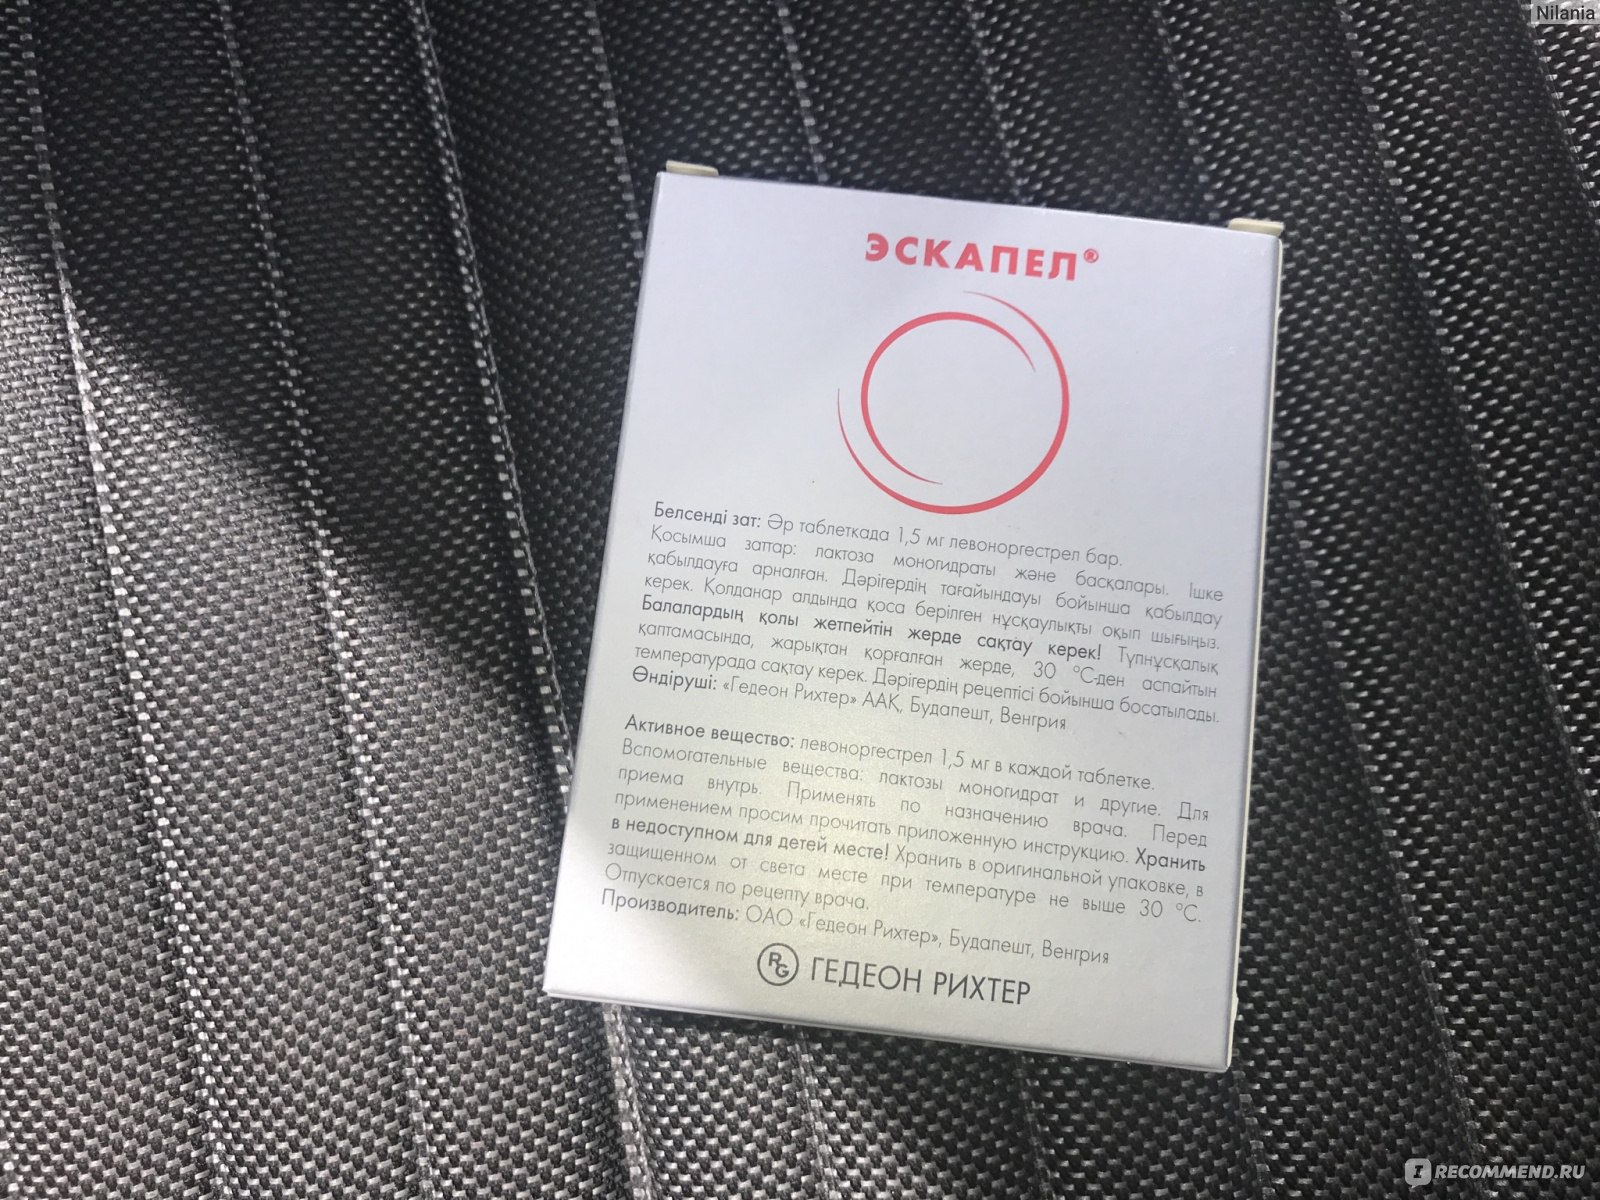 Nilania
ЭСКАПЕЛ®
Белсенді зат: Әр таблеткада 1,5 мг левоноргестрел бар.
Қосымша заттар: лактоза моногидраты және басқалары. Ішке
қабылдауға арналған. Дәрігердің тағайындауы бойынша қабылдау
керек. Қолданар алдында қоса берілген нұсқаулықты оқып шығыңыз.
Балалардың қолы жетпейтін жерде сақтау керек! Түпнұсқалық
қаптамасында, жарықтан қорғалған жерде, 30 °С-ден аспайтын
температурада сақтау керек. Дәрігердің рецептісі бойынша босатылады.
Өндіруші: «Гедеон Рихтер» ААҚ, Будапешт, Венгрия
Активное вещество: левоноргестрел 1,5 мг в каждой таблетке.
Вспомогательные вещества: лактозы моногидрат и другие. Для
приема внутрь. Применять по назначению врача. Перед
применением просим прочитать приложенную инструкцию. Хранить
в недоступном для детей месте! Хранить в оригинальной упаковке, в
защищенном от света месте при температуре не выше 30 °С.
Отпускается по рецепту врача.
Производитель: ОАО «Гедеон Рихтер», Будапешт, Венгрия
RG ГЕДЕОН РИХТЕР
I RECOMMEND.RU